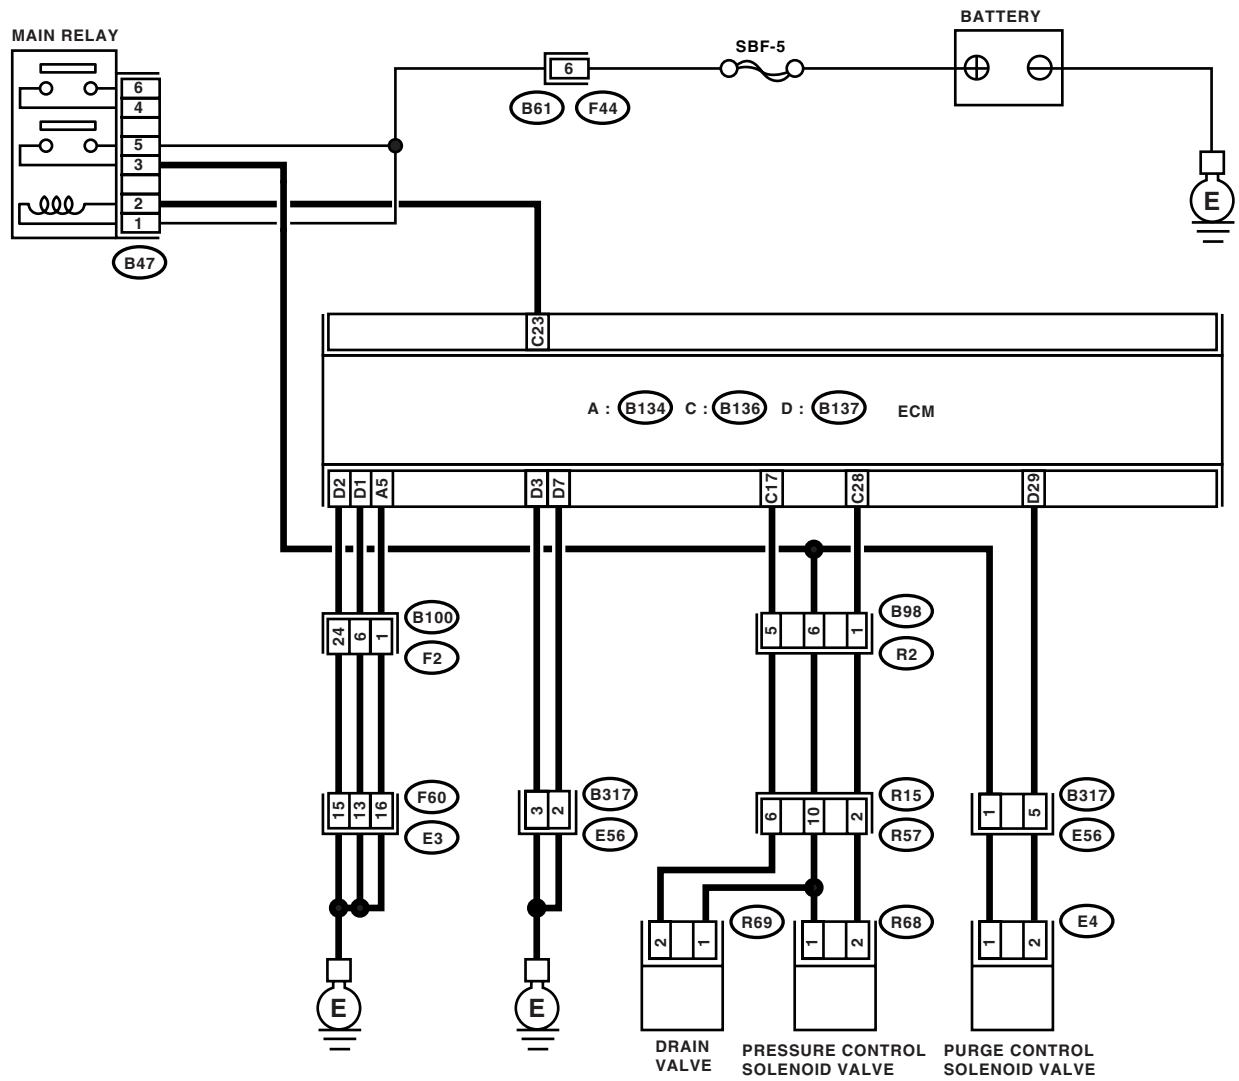 BATTERY
MAIN RELAY
SBF-5
6
B61 F44
6
4
5
3
2
1
E
B47
C23
A : B134 C : B136 D : B137 ECM
D2 D1 A5 D3 D7 C17 C28 D29
24 6 1
B100
F2
5 6 1
B98
R2
15 13 16
F60
E3
3 2
B317
E56
6 10 2
R15
R57
1 5
B317
E56
2 1
R69
1 2
R68
1 2
E4
E
E
DRAIN
VALVE
PRESSURE CONTROL
SOLENOID VALVE
PURGE CONTROL
SOLENOID VALVE